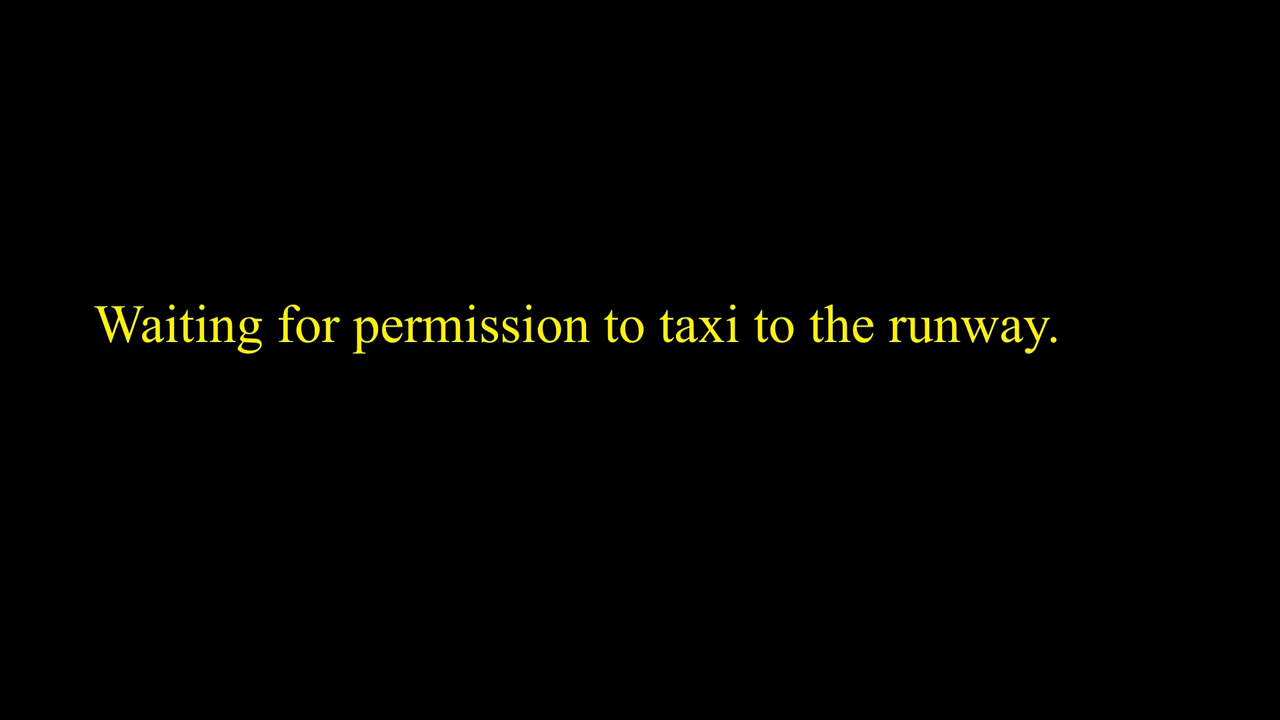 Waiting for permission to taxi to the runway.